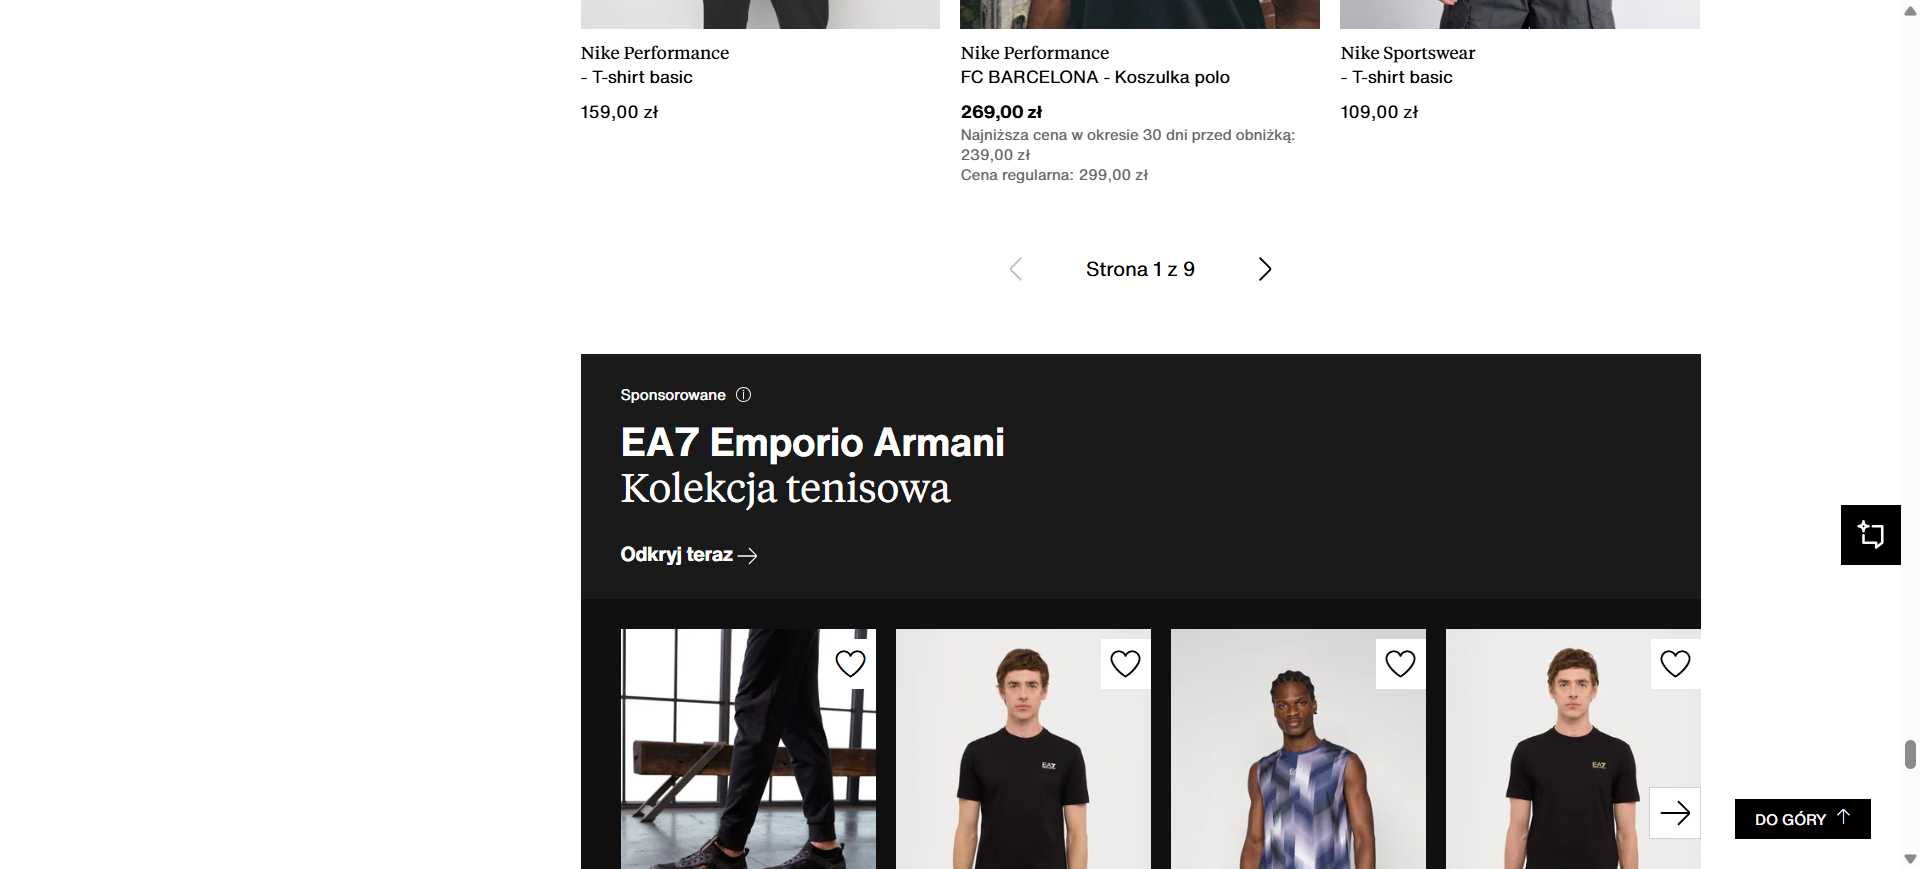 Nike Performance
- T-shirt basic
159,00 zł
Nike Performance
FC BARCELONA - Koszulka polo
269,00 zł
Najniższa cena w okresie 30 dni przed obniżką:
239,00 zł
Cena regularna: 299,00 zł
Nike Sportswear
- T-shirt basic
109,00 zł
Strona 1 z 9
Sponsorowane
EA7 Emporio Armani
Kolekcja tenisowa
Odkryj teraz
EA7
EA7
DO GÓRY